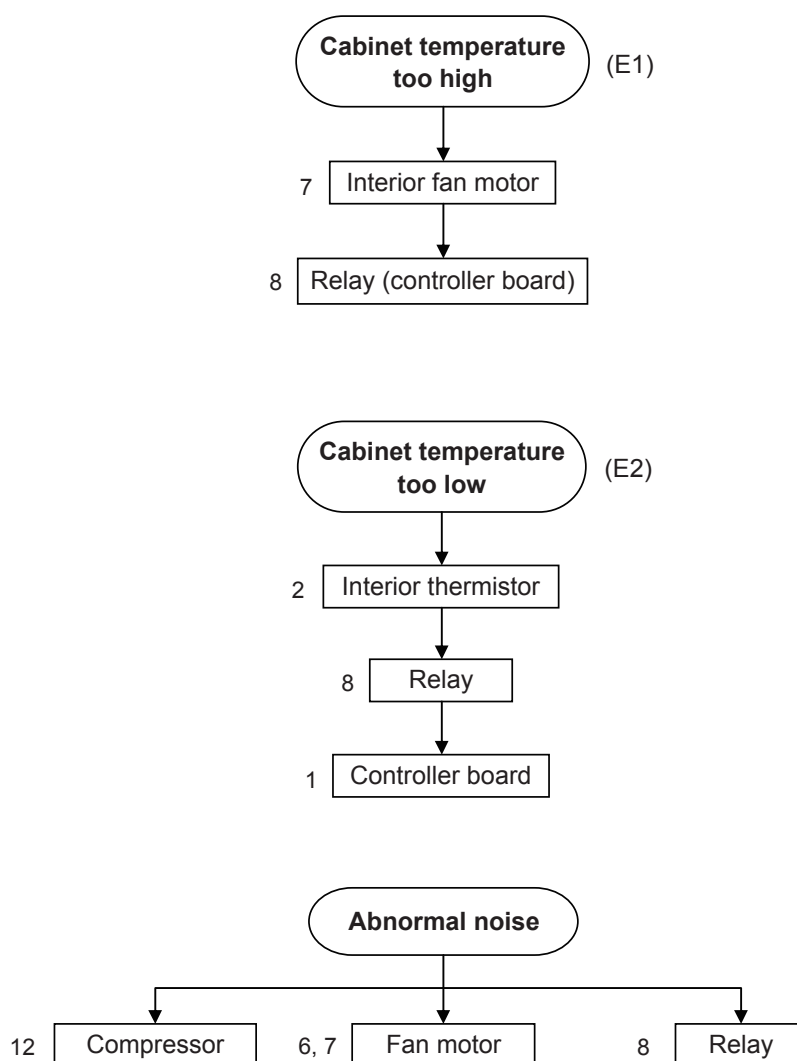 Cabinet temperature
too high
(E1)
7 Interior fan motor
8 Relay (controller board)
Cabinet temperature
too low
(E2)
2 Interior thermistor
8 Relay
1 Controller board
Abnormal noise
12 Compressor 6, 7 Fan motor 8 Relay